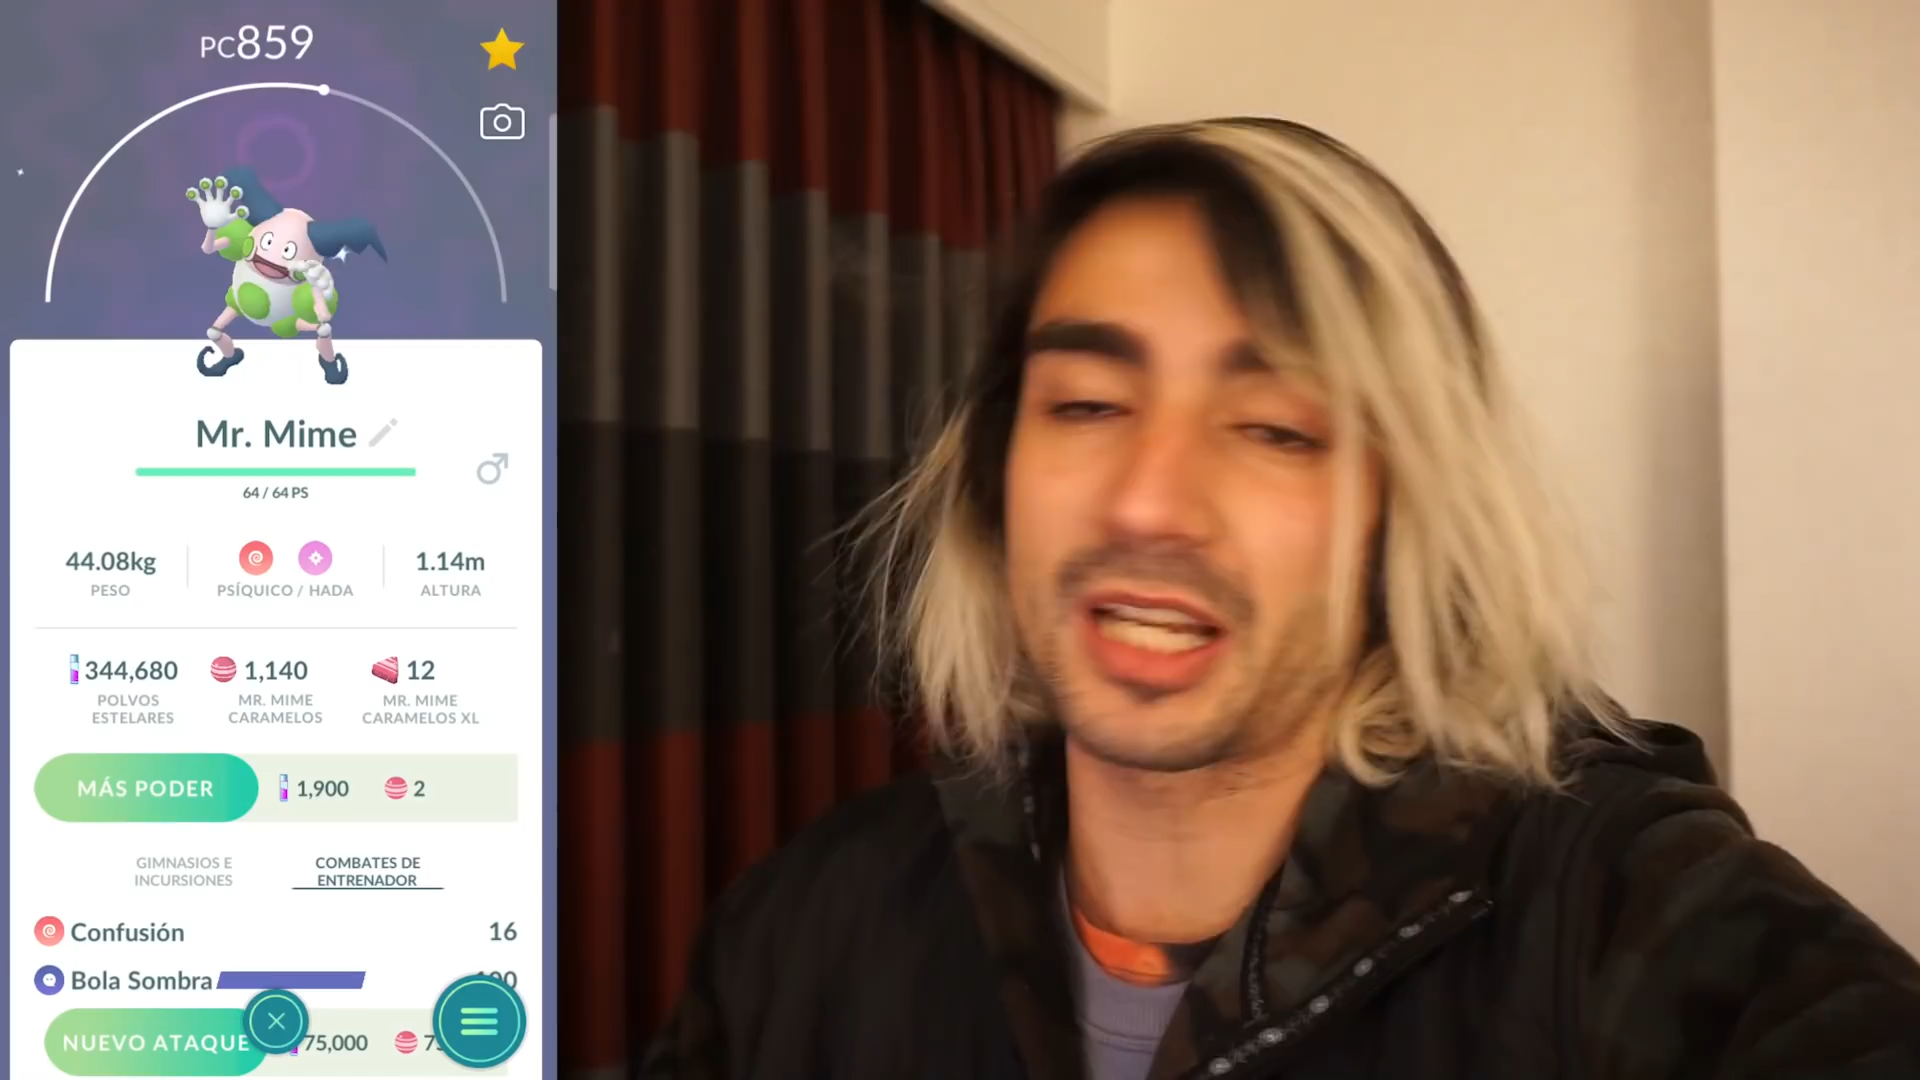 PC859
Mr. Mime
64 / 64 PS
44.08kg
PESO
PSÍQUICO / HADA
1.14m
ALTURA
344,680
POLVOS
ESTELARES
1,140
MR. MIME
CARAMELOS
12
MR. MIME
CARAMELOS XL
MÁS PODER
1,900
2
GIMNASIOS E
INCURSIONES
COMBATES DE
ENTRENADOR
Confusión
16
Bola Sombra
NUEVO ATAQUE
75,000